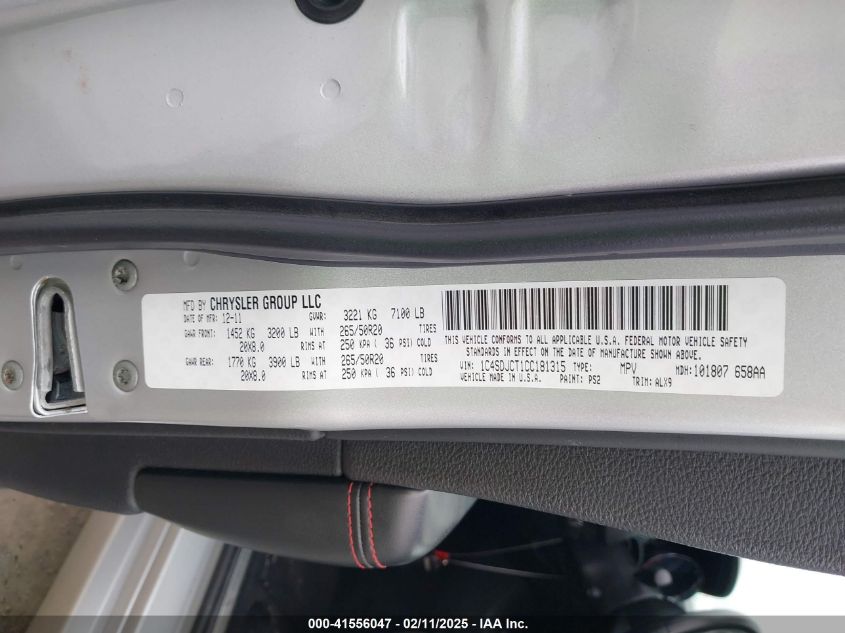 MFD BY CHRYSLER GROUP LLC
DATE OF MFR: 12-11 GVWR: 3221 KG 7100 LB
GAWR FRONT: 1452 KG 3200 LB WITH 265/50R20 TIRES
20X8.0 RIMS AT 250 KPA ( 36 PSI) COLD
GAWR REAR: 1770 KG 3900 LB WITH 265/50R20 TIRES
20X8.0 RIMS AT 250 KPA ( 36 PSI) COLD
THIS VEHICLE CONFORMS TO ALL APPLICABLE U.S.A. FEDERAL MOTOR VEHICLE SAFETY
STANDARDS IN EFFECT ON THE DATE OF MANUFACTURE SHOWN ABOVE.
VIN: 1C4SDJCT1CC181315 TYPE: MPV MDH: 101807 658AA
VEHICLE MADE IN U.S.A. PAINT: PS2 TRIM: ALX9
000-41556047 - 02/11/2025 - IAA Inc.